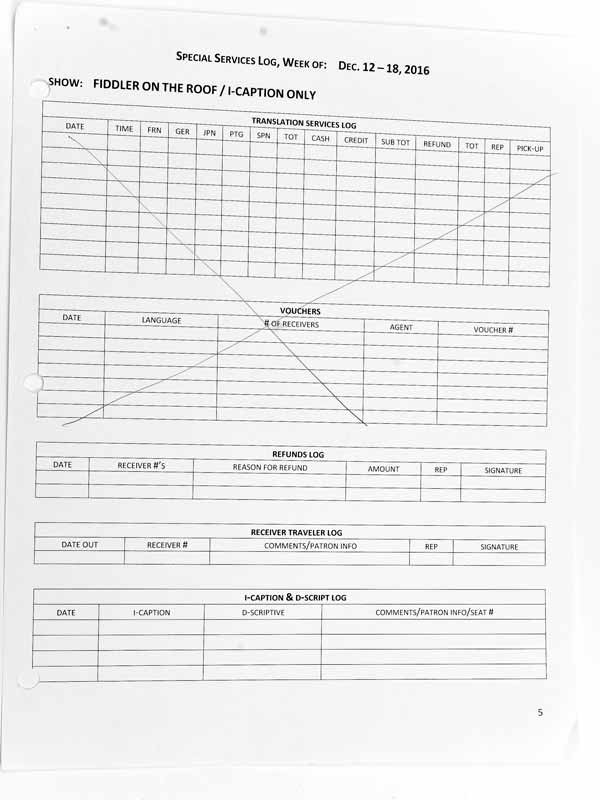 SPECIAL SERVICES LOG, WEEK OF: DEC. 12 – 18, 2016
SHOW: FIDDLER ON THE ROOF / I-CAPTION ONLY
TRANSLATION SERVICES LOG
DATE TIME FRN GER JPN PTG SPN TOT CASH CREDIT SUB TOT REFUND TOT REP PICK-UP
VOUCHERS
DATE LANGUAGE # OF RECEIVERS AGENT VOUCHER #
REFUNDS LOG
DATE RECEIVER #'S REASON FOR REFUND AMOUNT REP SIGNATURE
RECEIVER TRAVELER LOG
DATE OUT RECEIVER # COMMENTS/PATRON INFO REP SIGNATURE
I-CAPTION & D-SCRIPT LOG
DATE I-CAPTION D-SCRIPTIVE COMMENTS/PATRON INFO/SEAT #
5